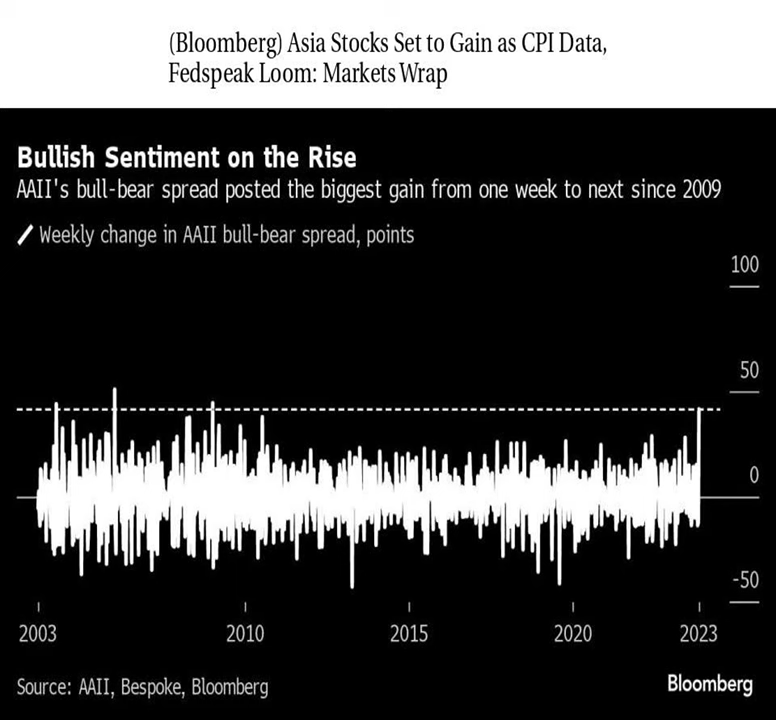 (Bloomberg) Asia Stocks Set to Gain as CPI Data,
Fedspeak Loom: Markets Wrap
Bullish Sentiment on the Rise
AAII's bull-bear spread posted the biggest gain from one week to next since 2009
Weekly change in AAII bull-bear spread, points
100
50
0
-50
2003 2010 2015 2020 2023
Source: AAII, Bespoke, Bloomberg
Bloomberg